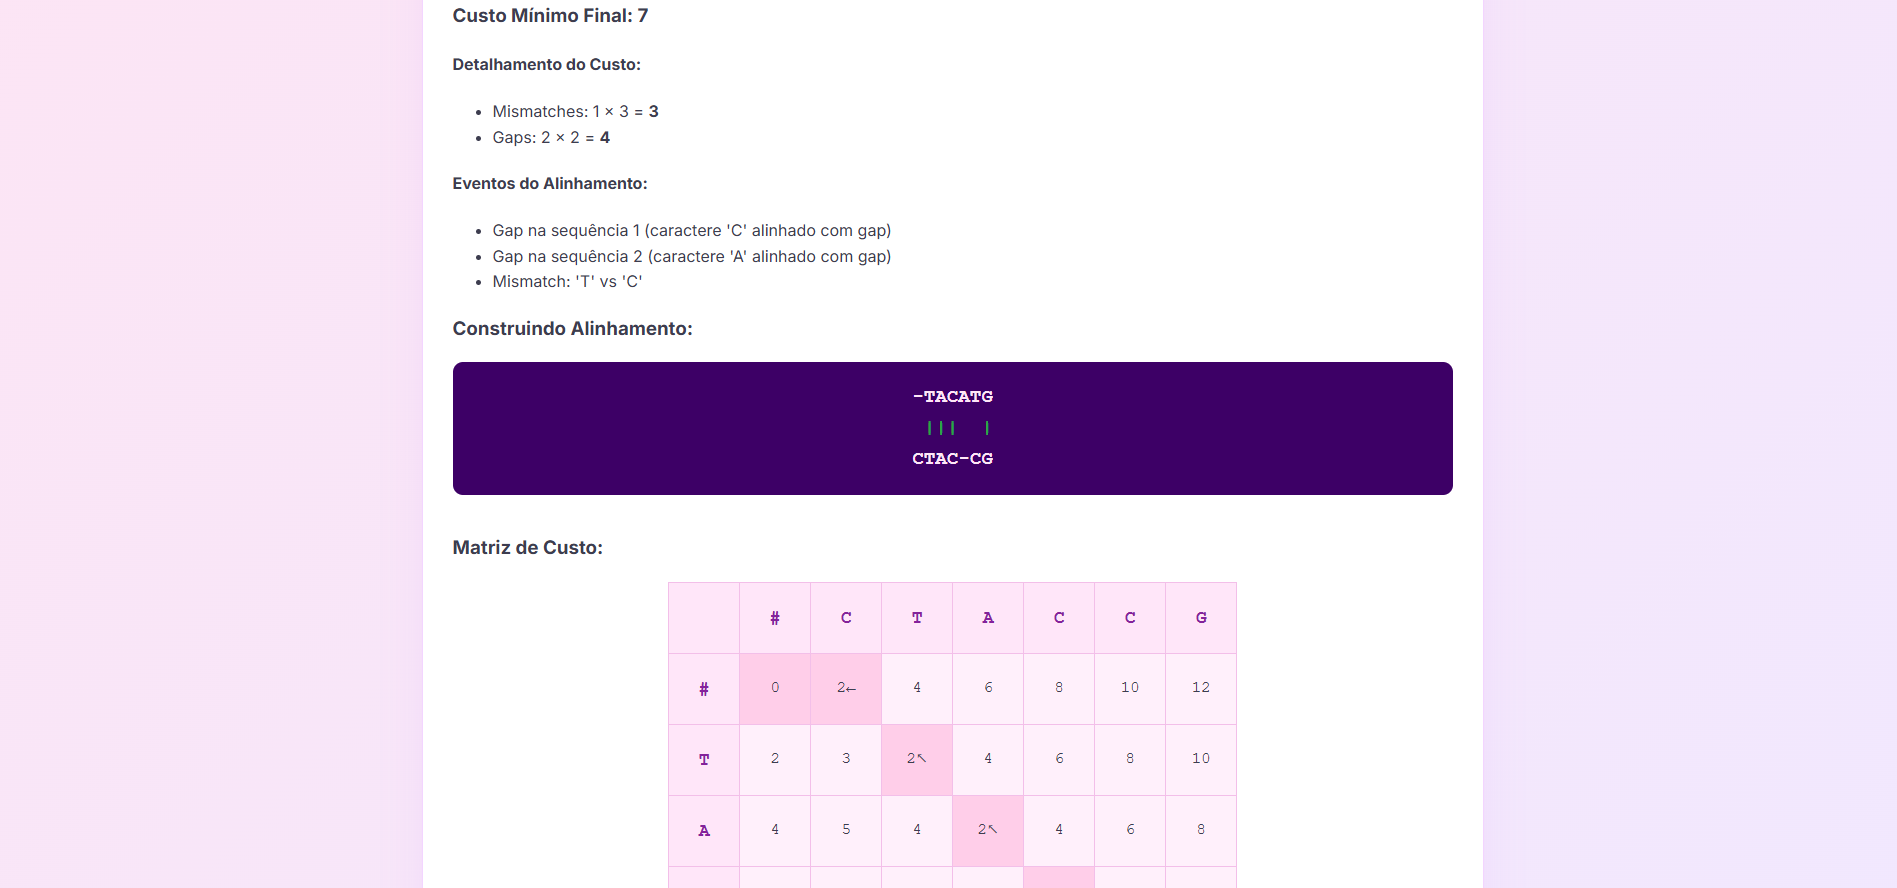 Custo Mínimo Final: 7
Detalhamento do Custo:
• Mismatches: 1 × 3 = 3
• Gaps: 2 × 2 = 4
Eventos do Alinhamento:
• Gap na sequência 1 (caractere 'C' alinhado com gap)
• Gap na sequência 2 (caractere 'A' alinhado com gap)
• Mismatch: 'T' vs 'C'
Construindo Alinhamento:
-TACATG
 |||  |
CTAC-CG
Matriz de Custo:
# C T A C C G
# 0 2← 4 6 8 10 12
T 2 3 2↖ 4 6 8 10
A 4 5 4 2↖ 4 6 8